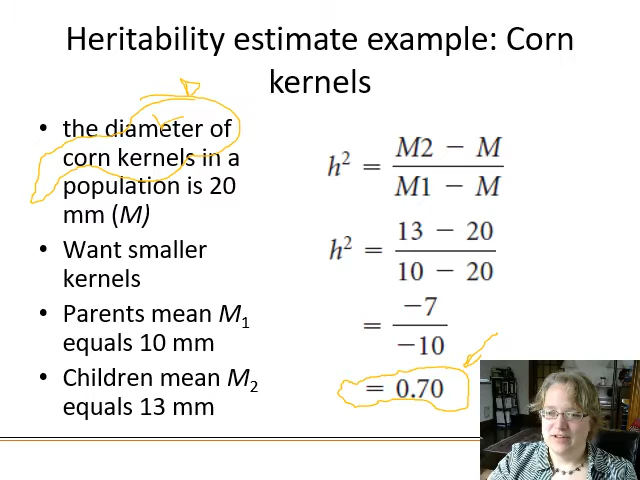 Heritability estimate example: Corn
kernels
• the diameter of
corn kernels in a
population is 20
mm (M)
• Want smaller
kernels
• Parents mean M₁
equals 10 mm
• Children mean M₂
equals 13 mm
h² = M2 − M / M1 − M
h² = 13 − 20 / 10 − 20
= −7 / −10
= 0.70